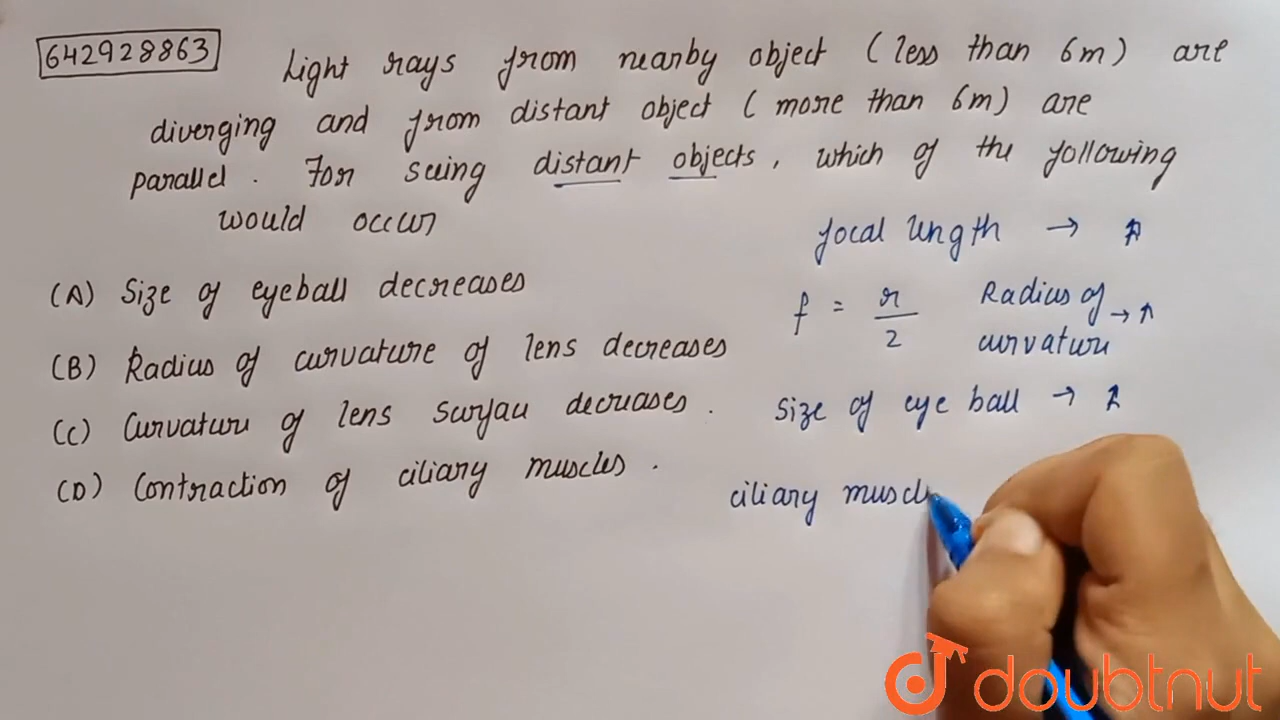 642928863
Light rays from nearby object (less than 6m) are
diverging and from distant object (more than 6m) are
parallel. For seing distant objects, which of the following
would occur
(A) Size of eyeball decreases
(B) Radius of curvature of lens decreases
(C) Curvature of lens surface decreases.
(D) Contraction of ciliary muscles.
focal length → ↑
f = r/2 Radius of curvature → ↑
Size of eye ball → ↑
ciliary muscl
doubtnut